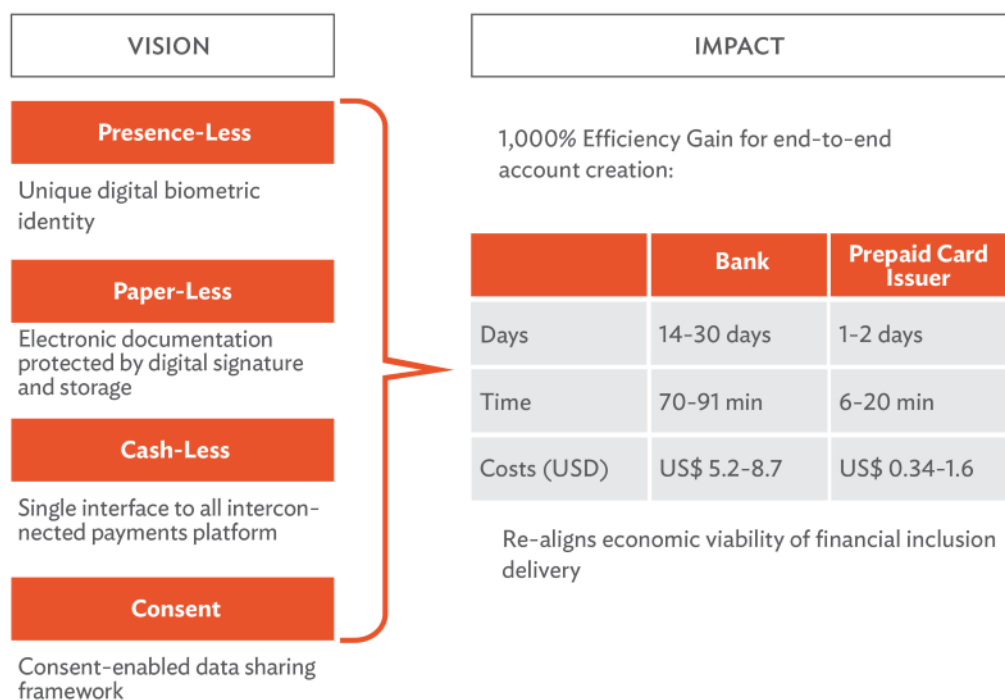 VISION
Presence-Less
Unique digital biometric
identity
Paper-Less
Electronic documentation
protected by digital signature
and storage
Cash-Less
Single interface to all intercon-
nected payments platform
Consent
Consent-enabled data sharing
framework
IMPACT
1,000% Efficiency Gain for end-to-end
account creation:
Bank
Prepaid Card
Issuer
Days 14-30 days 1-2 days
Time 70-91 min 6-20 min
Costs (USD) US$ 5.2-8.7 US$ 0.34-1.6
Re-aligns economic viability of financial inclusion
delivery